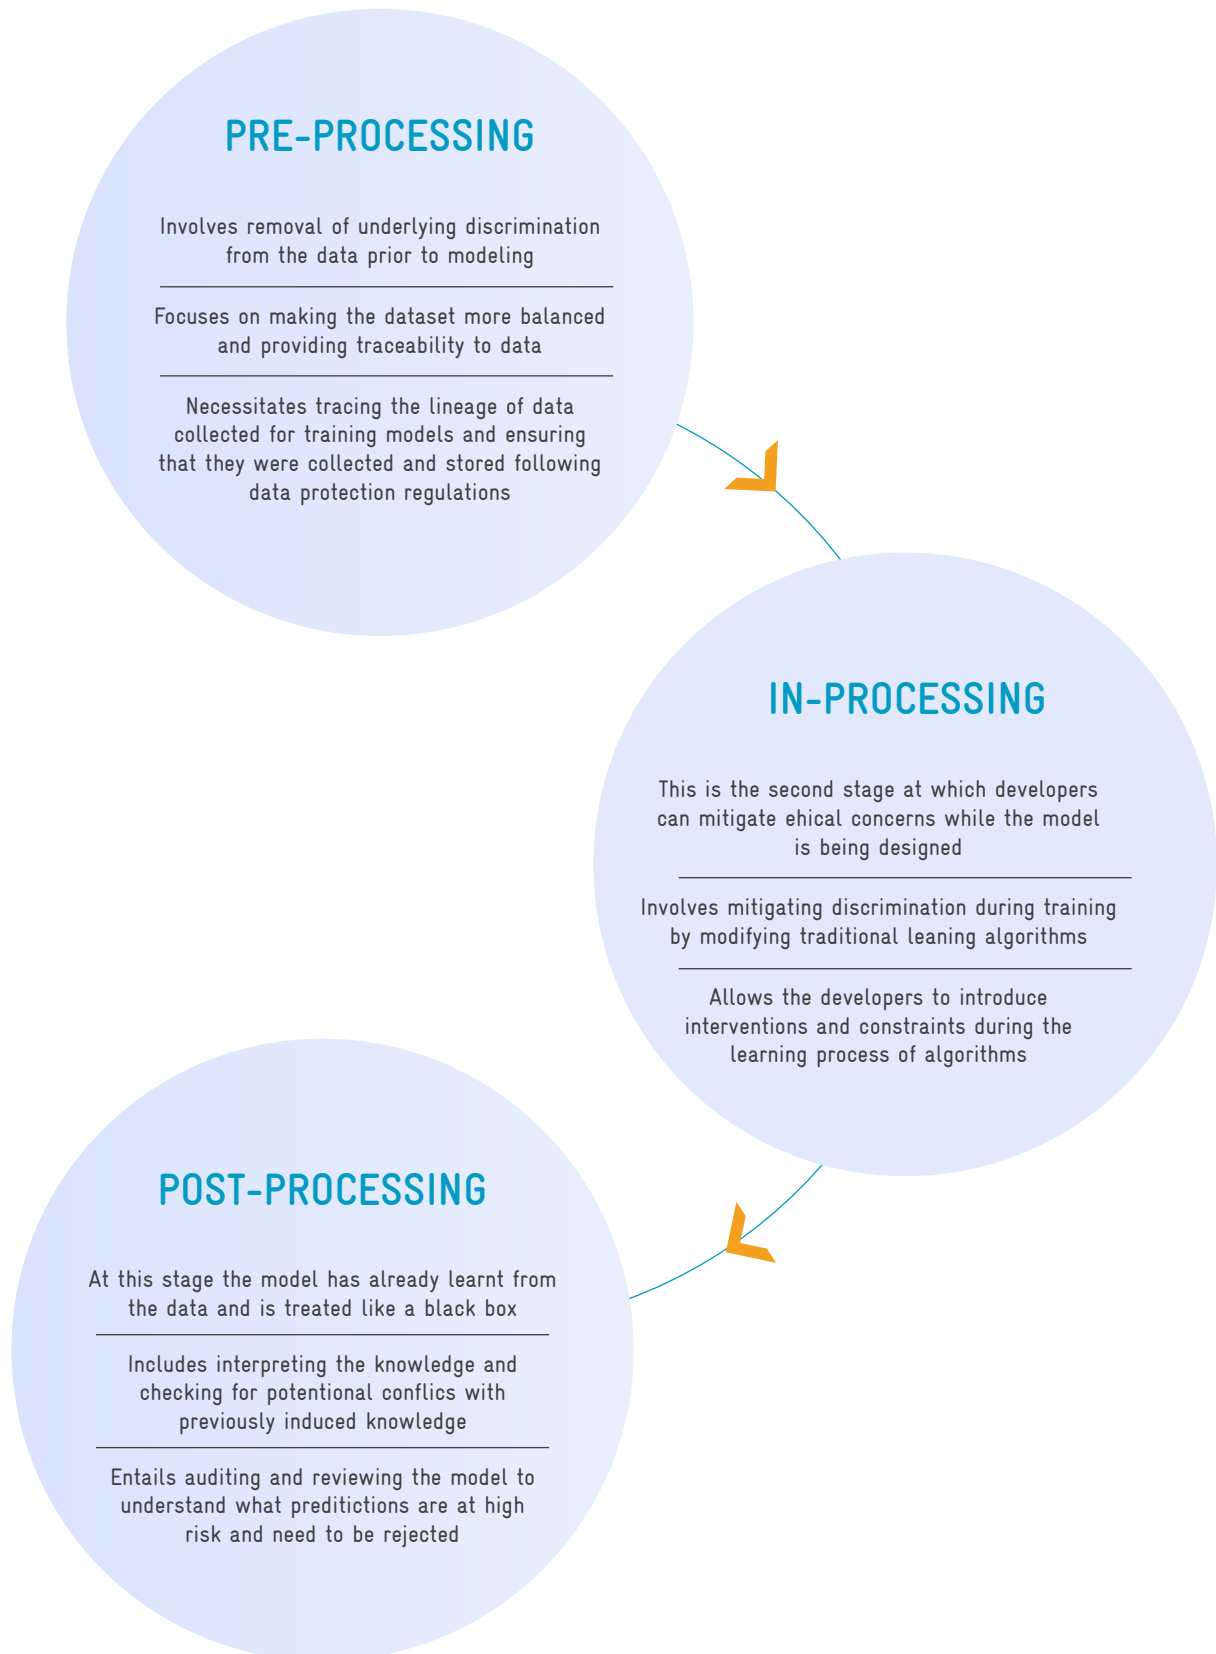 PRE-PROCESSING
Involves removal of underlying discrimination
from the data prior to modeling
Focuses on making the dataset more balanced
and providing traceability to data
Necessitates tracing the lineage of data
collected for training models and ensuring
that they were collected and stored following
data protection regulations
IN-PROCESSING
This is the second stage at which developers
can mitigate ehical concerns while the model
is being designed
Involves mitigating discrimination during training
by modifying traditional leaning algorithms
Allows the developers to introduce
interventions and constraints during the
learning process of algorithms
POST-PROCESSING
At this stage the model has already learnt from
the data and is treated like a black box
Includes interpreting the knowledge and
checking for potentional conflics with
previously induced knowledge
Entails auditing and reviewing the model to
understand what preditictions are at high
risk and need to be rejected